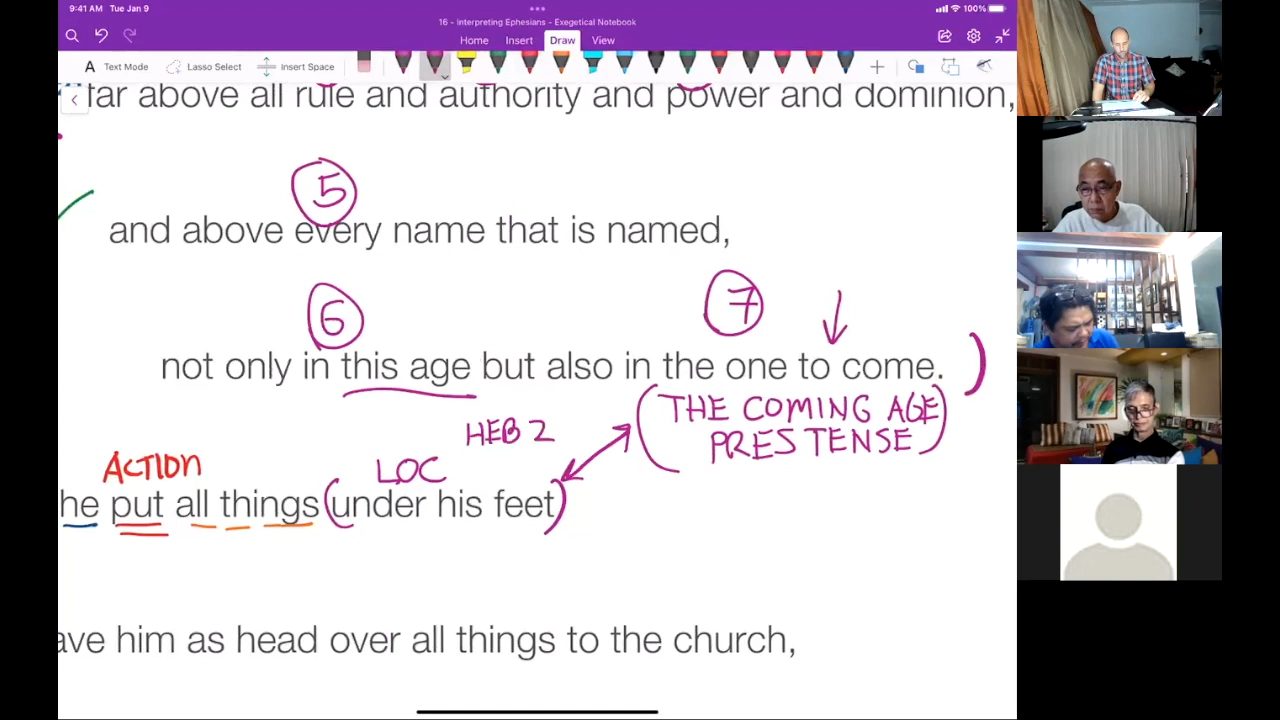 9:41 AM Tue Jan 9
100%
16 - Interpreting Ephesians - Exegetical Notebook
Home Insert Draw View
Text Mode Lasso Select Insert Space
far above all rule and authority and power and dominion,
5
and above every name that is named,
6 7
not only in this age but also in the one to come. )
(THE COMING AGE
PRES TENSE)
HEB 2
ACTION LOC
he put all things (under his feet)
ave him as head over all things to the church,